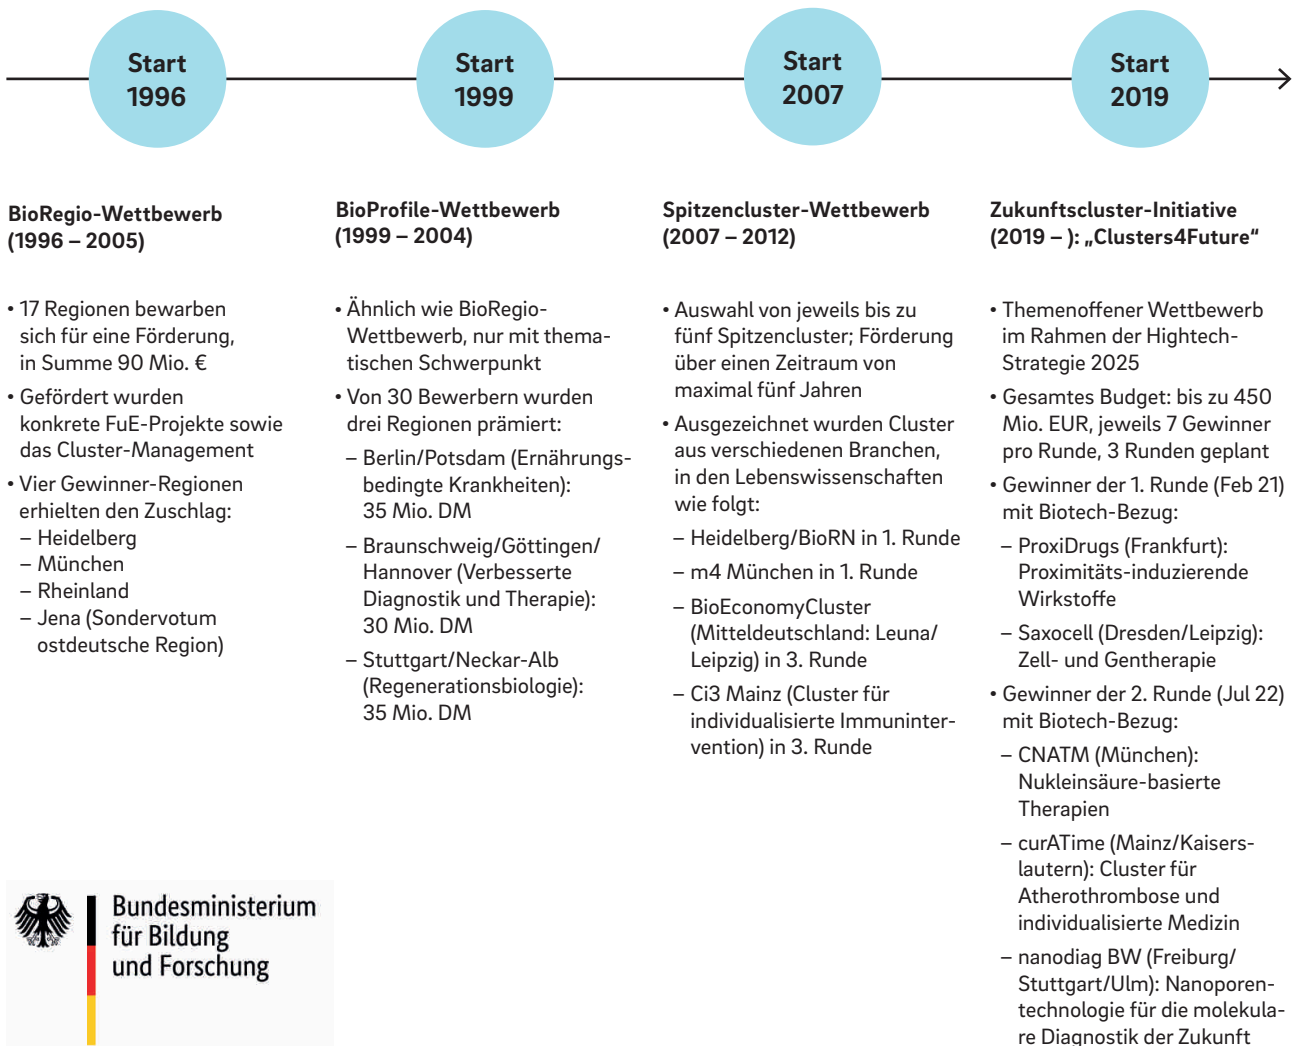 Start
1996
Start
1999
Start
2007
Start
2019
BioRegio-Wettbewerb
(1996 – 2005)
• 17 Regionen bewarben
sich für eine Förderung,
in Summe 90 Mio. €
• Gefördert wurden
konkrete FuE-Projekte sowie
das Cluster-Management
• Vier Gewinner-Regionen
erhielten den Zuschlag:
– Heidelberg
– München
– Rheinland
– Jena (Sondervotum
ostdeutsche Region)
BioProfile-Wettbewerb
(1999 – 2004)
• Ähnlich wie BioRegio-
Wettbewerb, nur mit thema-
tischen Schwerpunkt
• Von 30 Bewerbern wurden
drei Regionen prämiert:
– Berlin/Potsdam (Ernährungs-
bedingte Krankheiten):
35 Mio. DM
– Braunschweig/Göttingen/
Hannover (Verbesserte
Diagnostik und Therapie):
30 Mio. DM
– Stuttgart/Neckar-Alb
(Regenerationsbiologie):
35 Mio. DM
Spitzencluster-Wettbewerb
(2007 – 2012)
• Auswahl von jeweils bis zu
fünf Spitzencluster; Förderung
über einen Zeitraum von
maximal fünf Jahren
• Ausgezeichnet wurden Cluster
aus verschiedenen Branchen,
in den Lebenswissenschaften
wie folgt:
– Heidelberg/BioRN in 1. Runde
– m4 München in 1. Runde
– BioEconomyCluster
(Mitteldeutschland: Leuna/
Leipzig) in 3. Runde
– Ci3 Mainz (Cluster für
individualisierte Immuninter-
vention) in 3. Runde
Zukunftscluster-Initiative
(2019 – ): „Clusters4Future“
• Themenoffener Wettbewerb
im Rahmen der Hightech-
Strategie 2025
• Gesamtes Budget: bis zu 450
Mio. EUR, jeweils 7 Gewinner
pro Runde, 3 Runden geplant
• Gewinner der 1. Runde (Feb 21)
mit Biotech-Bezug:
– ProxiDrugs (Frankfurt):
Proximitäts-induzierende
Wirkstoffe
– Saxocell (Dresden/Leipzig):
Zell- und Gentherapie
• Gewinner der 2. Runde (Jul 22)
mit Biotech-Bezug:
– CNATM (München):
Nukleinsäure-basierte
Therapien
– curATime (Mainz/Kaisers-
lautern): Cluster für
Atherothrombose und
individualisierte Medizin
– nanodiag BW (Freiburg/
Stuttgart/Ulm): Nanoporen-
technologie für die molekula-
re Diagnostik der Zukunft
Bundesministerium
für Bildung
und Forschung